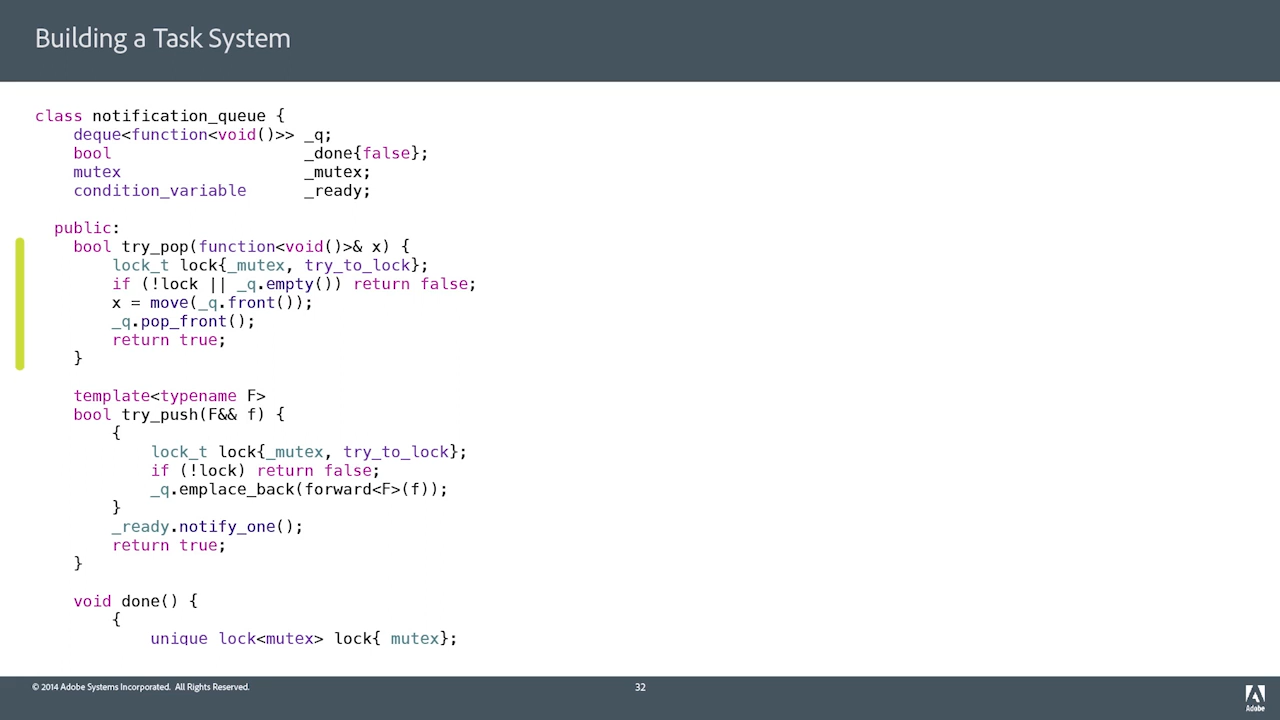 Building a Task System
class notification_queue {
    deque<function<void()>> _q;
    bool                    _done{false};
    mutex                   _mutex;
    condition_variable      _ready;

  public:
    bool try_pop(function<void()>& x) {
        lock_t lock{_mutex, try_to_lock};
        if (!lock || _q.empty()) return false;
        x = move(_q.front());
        _q.pop_front();
        return true;
    }

    template<typename F>
    bool try_push(F&& f) {
        {
            lock_t lock{_mutex, try_to_lock};
            if (!lock) return false;
            _q.emplace_back(forward<F>(f));
        }
        _ready.notify_one();
        return true;
    }

    void done() {
        {
            unique lock<mutex> lock{ mutex};
© 2014 Adobe Systems Incorporated. All Rights Reserved.
32
Adobe